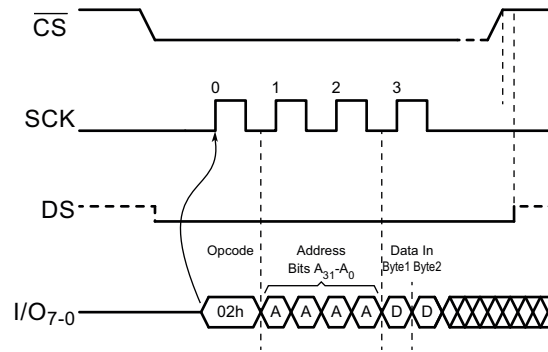 CS
0 1 2 3
SCK
DS
Opcode Address Data In
Bits A31-A0 Byte1 Byte2
I/O7-0 02h A A A A D D